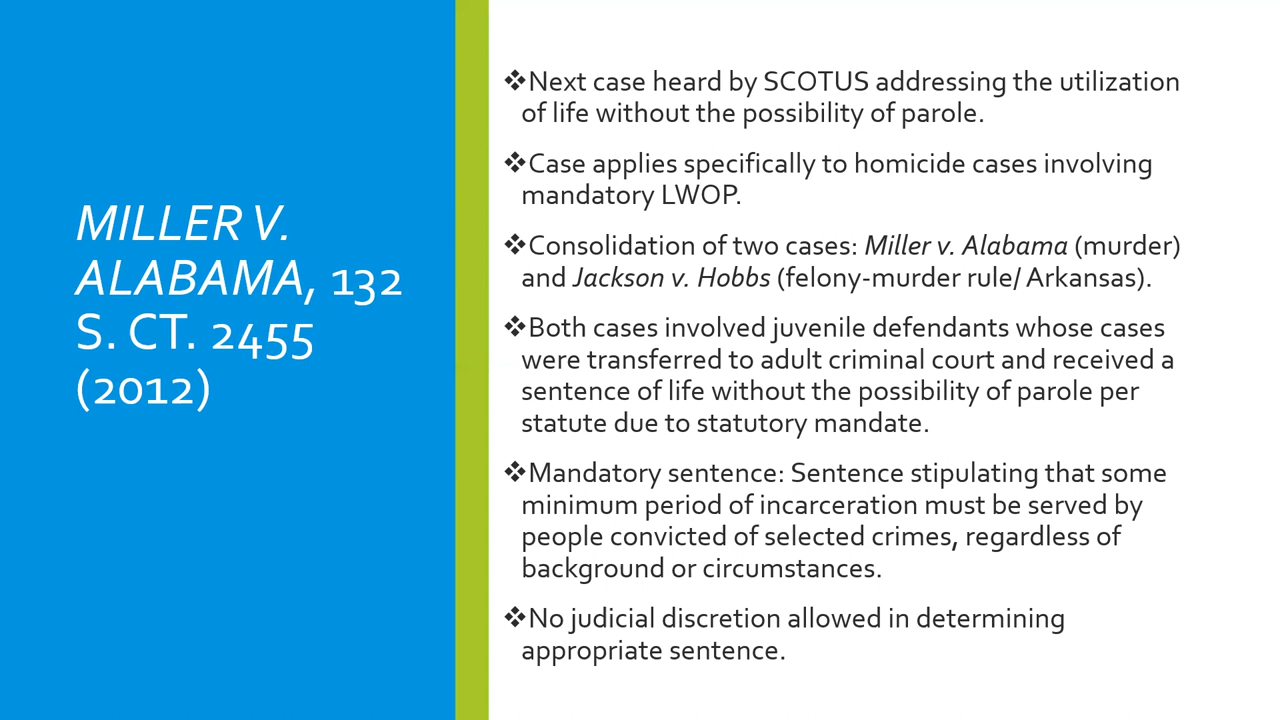 MILLER V.
ALABAMA, 132
S. CT. 2455
(2012)
❖Next case heard by SCOTUS addressing the utilization
of life without the possibility of parole.
❖Case applies specifically to homicide cases involving
mandatory LWOP.
❖Consolidation of two cases: Miller v. Alabama (murder)
and Jackson v. Hobbs (felony-murder rule/ Arkansas).
❖Both cases involved juvenile defendants whose cases
were transferred to adult criminal court and received a
sentence of life without the possibility of parole per
statute due to statutory mandate.
❖Mandatory sentence: Sentence stipulating that some
minimum period of incarceration must be served by
people convicted of selected crimes, regardless of
background or circumstances.
❖No judicial discretion allowed in determining
appropriate sentence.